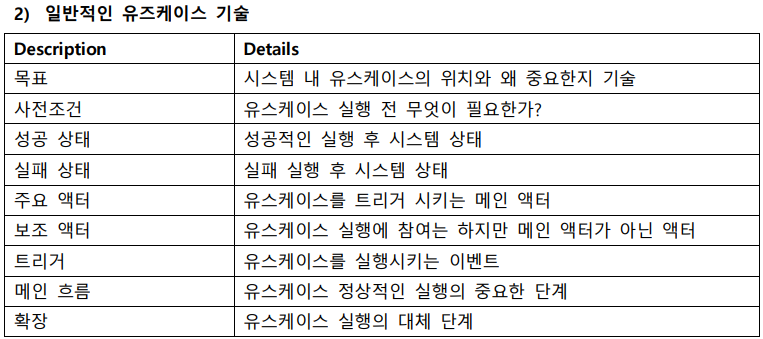 2) 일반적인 유즈케이스 기술
Description Details
목표 시스템 내 유스케이스의 위치와 왜 중요한지 기술
사전조건 유스케이스 실행 전 무엇이 필요한가?
성공 상태 성공적인 실행 후 시스템 상태
실패 상태 실패 실행 후 시스템 상태
주요 액터 유스케이스를 트리거 시키는 메인 액터
보조 액터 유스케이스 실행에 참여는 하지만 메인 액터가 아닌 액터
트리거 유스케이스를 실행시키는 이벤트
메인 흐름 유스케이스 정상적인 실행의 중요한 단계
확장 유스케이스 실행의 대체 단계